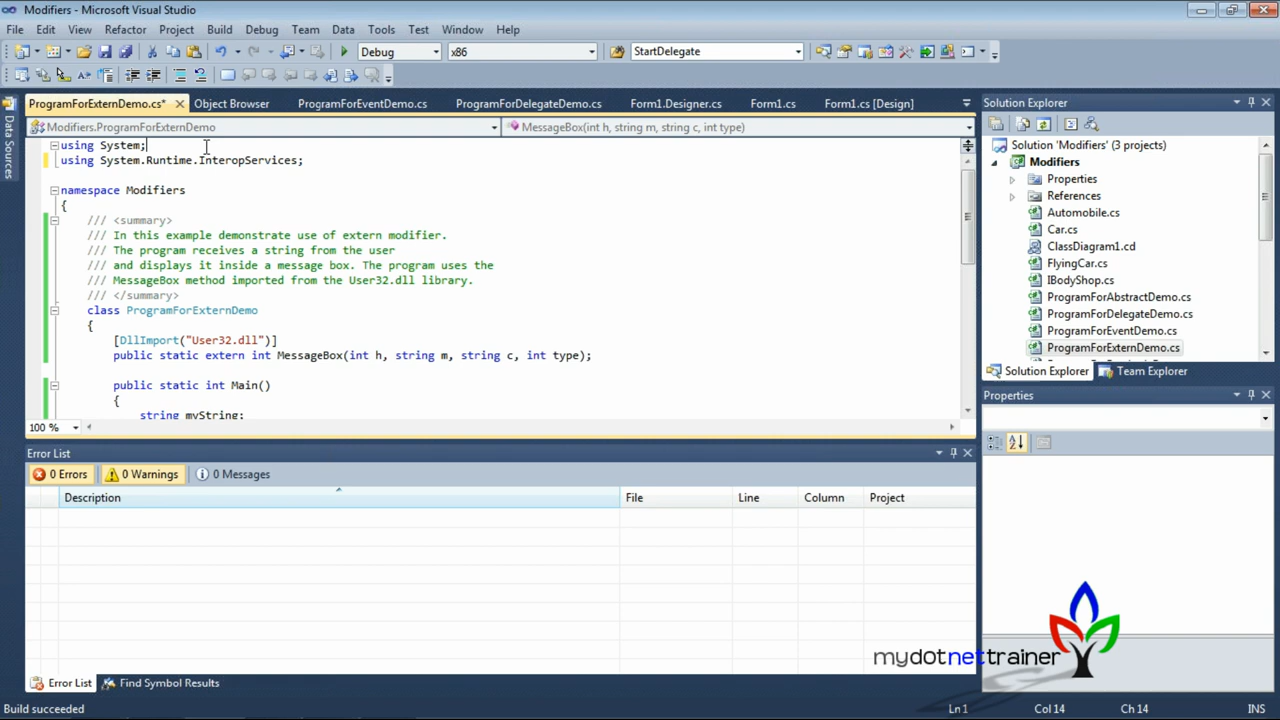 Modifiers - Microsoft Visual Studio
File Edit View Refactor Project Build Debug Team Data Tools Test Window Help
Debug x86 StartDelegate
ProgramForExternDemo.cs* Object Browser ProgramForEventDemo.cs ProgramForDelegateDemo.cs Form1.Designer.cs Form1.cs Form1.cs [Design]
Data Sources
Modifiers.ProgramForExternDemo MessageBox(int h, string m, string c, int type)
using System;
using System.Runtime.InteropServices;
namespace Modifiers
{
/// <summary>
/// In this example demonstrate use of extern modifier.
/// The program receives a string from the user
/// and displays it inside a message box. The program uses the
/// MessageBox method imported from the User32.dll library.
/// </summary>
class ProgramForExternDemo
{
[DllImport("User32.dll")]
public static extern int MessageBox(int h, string m, string c, int type);
public static int Main()
{
string myString;
100 %
Solution Explorer
Solution 'Modifiers' (3 projects)
Modifiers
Properties
References
Automobile.cs
Car.cs
ClassDiagram1.cd
FlyingCar.cs
IBodyShop.cs
ProgramForAbstractDemo.cs
ProgramForDelegateDemo.cs
ProgramForEventDemo.cs
ProgramForExternDemo.cs
Solution Explorer Team Explorer
Properties
Error List
0 Errors 0 Warnings 0 Messages
Description File Line Column Project
mydotnettrainer
Error List Find Symbol Results
Build succeeded Ln 1 Col 14 Ch 14 INS